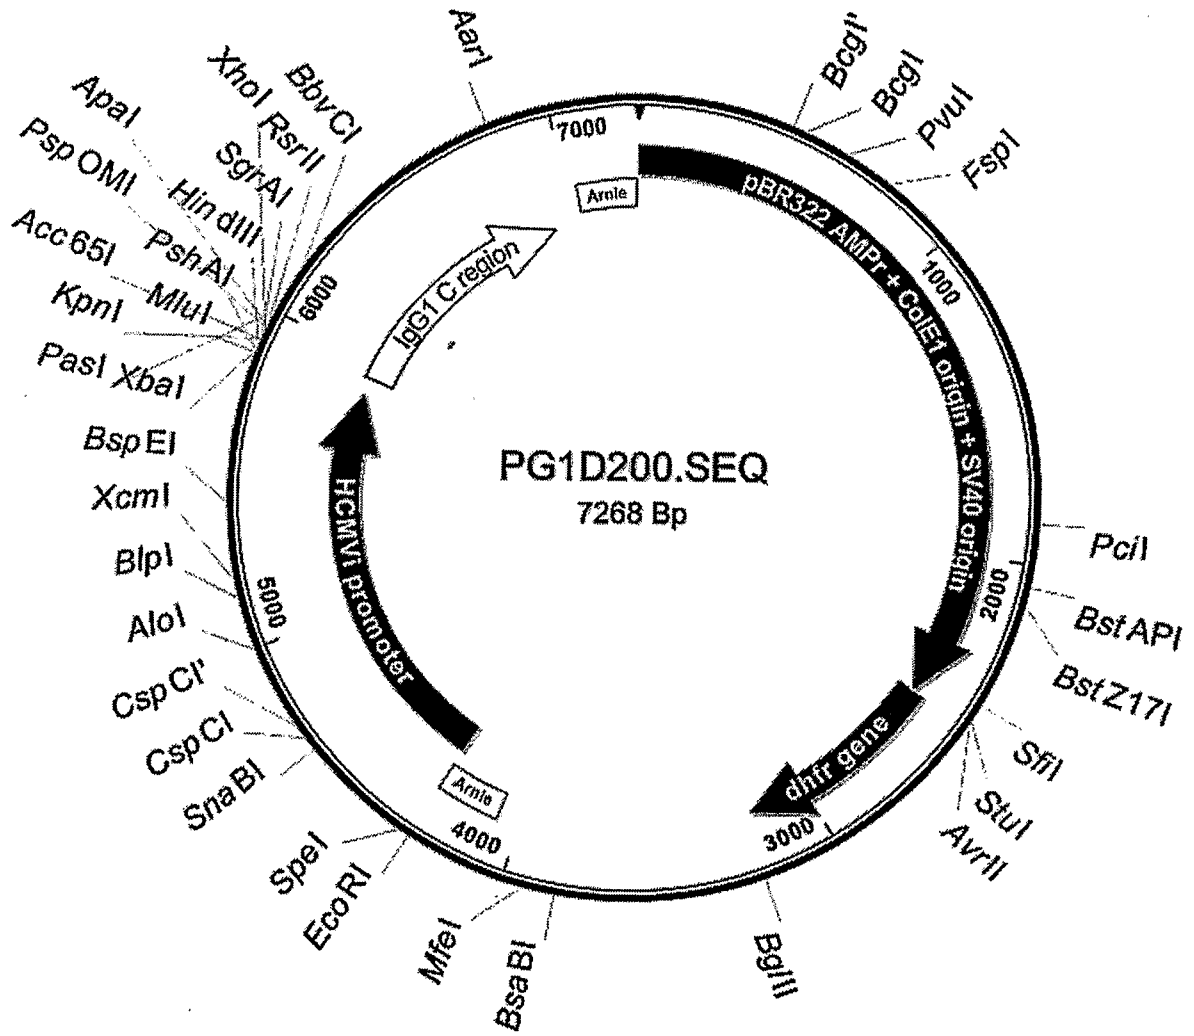 PG1D200.SEQ
7268 Bp
AarI
BcgI'
BcgI
PvuI
FspI
PciI
BstAPI
BstZ17I
SfiI
StuI
AvrII
BglII
BsaBI
MfeI
EcoRI
SpeI
SnaBI
CspCI
CspCI'
AloI
BlpI
XcmI
BspEI
PasI
XbaI
KpnI
MluI
Acc65I
PshAI
PspOMI
HindIII
ApaI
SgrAI
XhoI
RsrII
BbvCI
7000
1000
2000
3000
4000
5000
6000
Arnie
pBR322 AMPr + ColE1 origin + SV40 origin
dhfr gene
Arnie
HCMVi promoter
IgG1 C region